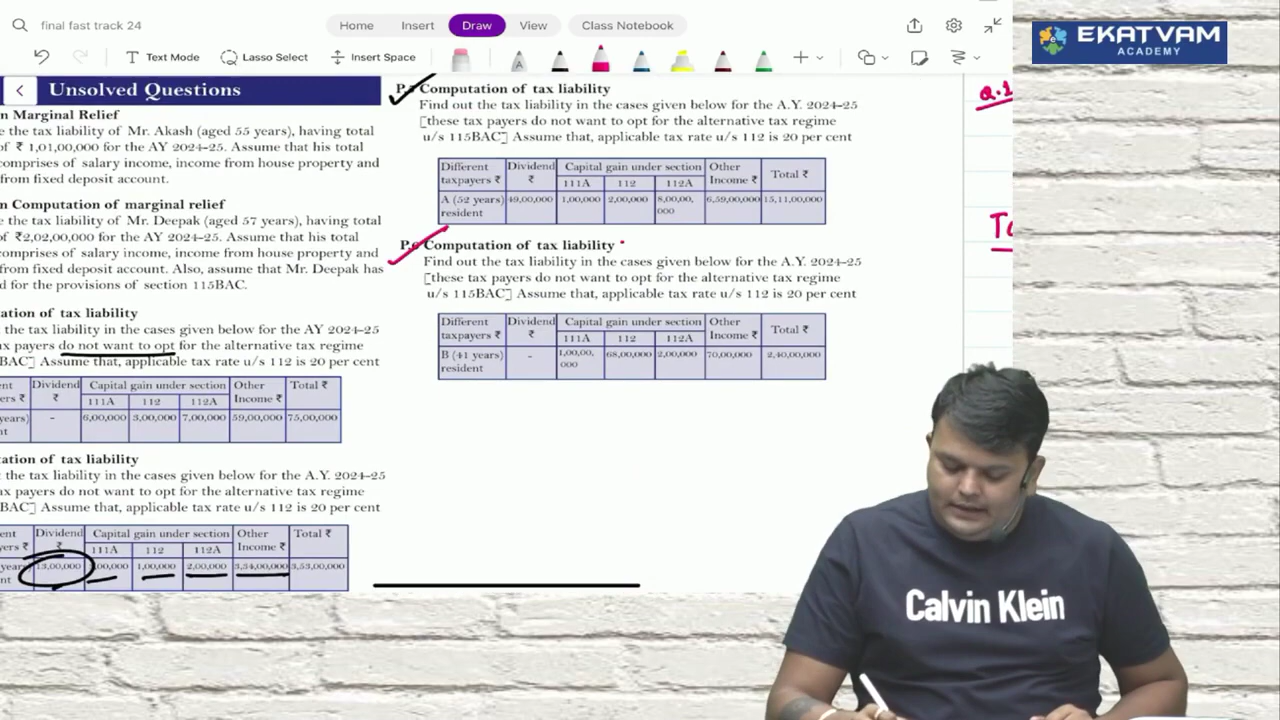 final fast track 24
Home Insert Draw View Class Notebook
Text Mode Lasso Select Insert Space
EKATVAM
ACADEMY
Unsolved Questions
n Marginal Relief
e the tax liability of Mr. Akash (aged 55 years), having total
of ₹ 1,01,00,000 for the AY 2024-25. Assume that his total
comprises of salary income, income from house property and
from fixed deposit account.
n Computation of marginal relief
e the tax liability of Mr. Deepak (aged 57 years), having total
of ₹2,02,00,000 for the AY 2024-25. Assume that his total
comprises of salary income, income from house property and
from fixed deposit account. Also, assume that Mr. Deepak has
d for the provisions of section 115BAC.
ation of tax liability
the tax liability in the cases given below for the AY 2024-25
ax payers do not want to opt for the alternative tax regime
BAC] Assume that, applicable tax rate u/s 112 is 20 per cent
ent Dividend Capital gain under section Other Total ₹
ers ₹ ₹ 111A 112 112A Income ₹
years) - 6,00,000 3,00,000 7,00,000 59,00,000 75,00,000
nt
ation of tax liability
the tax liability in the cases given below for the A.Y. 2024-25
ax payers do not want to opt for the alternative tax regime
BAC] Assume that, applicable tax rate u/s 112 is 20 per cent
ent Dividend Capital gain under section Other Total ₹
yers ₹ ₹ 111A 112 112A Income ₹
years 13,00,000 ,00,000 1,00,000 2,00,000 3,34,00,000 3,53,00,000
nt
Computation of tax liability
Find out the tax liability in the cases given below for the A.Y. 2024-25
[these tax payers do not want to opt for the alternative tax regime
u/s 115BAC] Assume that, applicable tax rate u/s 112 is 20 per cent
Different Dividend Capital gain under section Other Total ₹
taxpayers ₹ ₹ 111A 112 112A Income ₹
A (52 years) 49,00,000 1,00,000 2,00,000 8,00,00, 6,59,00,000 15,11,00,000
resident 000
P.6 Computation of tax liability
Find out the tax liability in the cases given below for the A.Y. 2024-25
[these tax payers do not want to opt for the alternative tax regime
u/s 115BAC] Assume that, applicable tax rate u/s 112 is 20 per cent
Different Dividend Capital gain under section Other Total ₹
taxpayers ₹ ₹ 111A 112 112A Income ₹
B (41 years) - 1,00,00, 68,00,000 2,00,000 70,00,000 2,40,00,000
resident 000
Calvin Klein